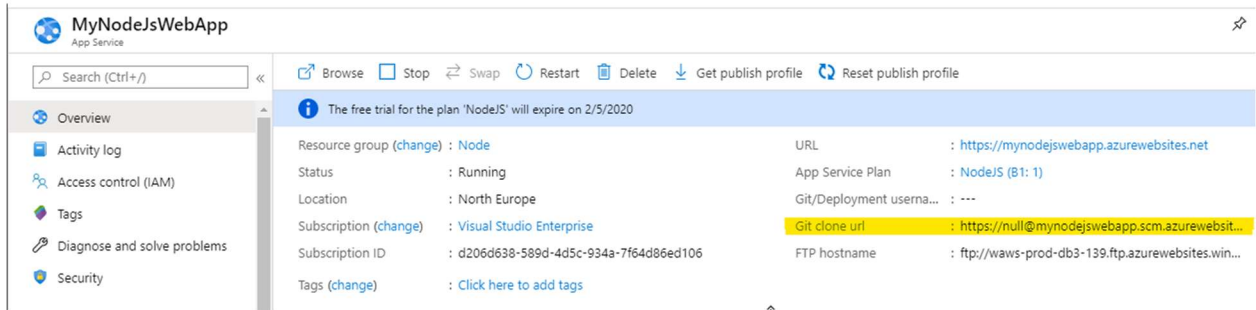 MyNodeJsWebApp
App Service
Search (Ctrl+/)
«
Browse Stop Swap Restart Delete Get publish profile Reset publish profile
The free trial for the plan 'NodeJS' will expire on 2/5/2020
Overview
Activity log
Access control (IAM)
Tags
Diagnose and solve problems
Security
Resource group (change) : Node
Status : Running
Location : North Europe
Subscription (change) : Visual Studio Enterprise
Subscription ID : d206d638-589d-4d5c-934a-7f64d86ed106
Tags (change) : Click here to add tags
URL : https://mynodejswebapp.azurewebsites.net
App Service Plan : NodeJS (B1: 1)
Git/Deployment userna... : ---
Git clone url : https://null@mynodejswebapp.scm.azurewebsit...
FTP hostname : ftp://waws-prod-db3-139.ftp.azurewebsites.win...